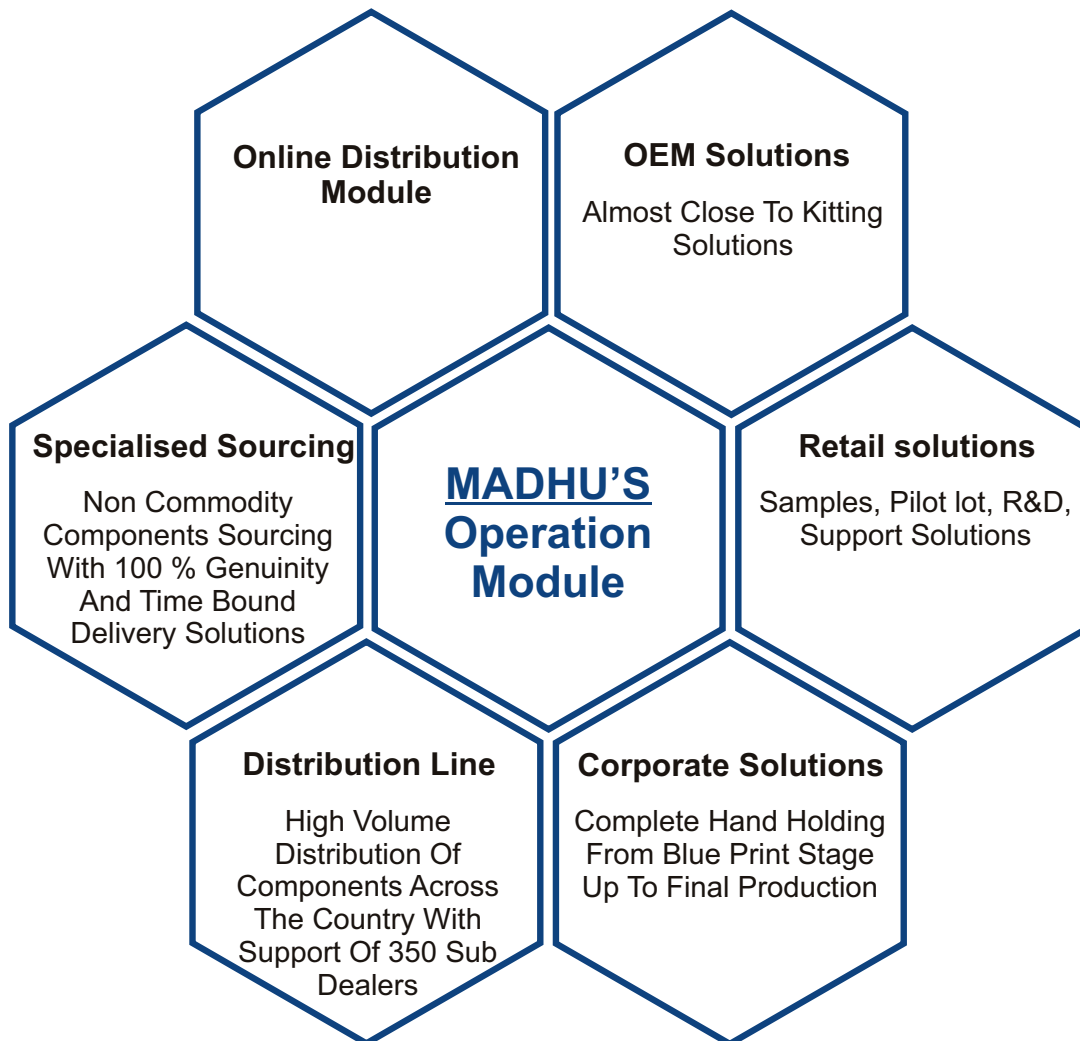 Online Distribution
Module
OEM Solutions
Almost Close To Kitting
Solutions
Specialised Sourcing
Non Commodity
Components Sourcing
With 100 % Genuinity
And Time Bound
Delivery Solutions
MADHU’S
Operation
Module
Retail solutions
Samples, Pilot lot, R&D,
Support Solutions
Distribution Line
High Volume
Distribution Of
Components Across
The Country With
Support Of 350 Sub
Dealers
Corporate Solutions
Complete Hand Holding
From Blue Print Stage
Up To Final Production